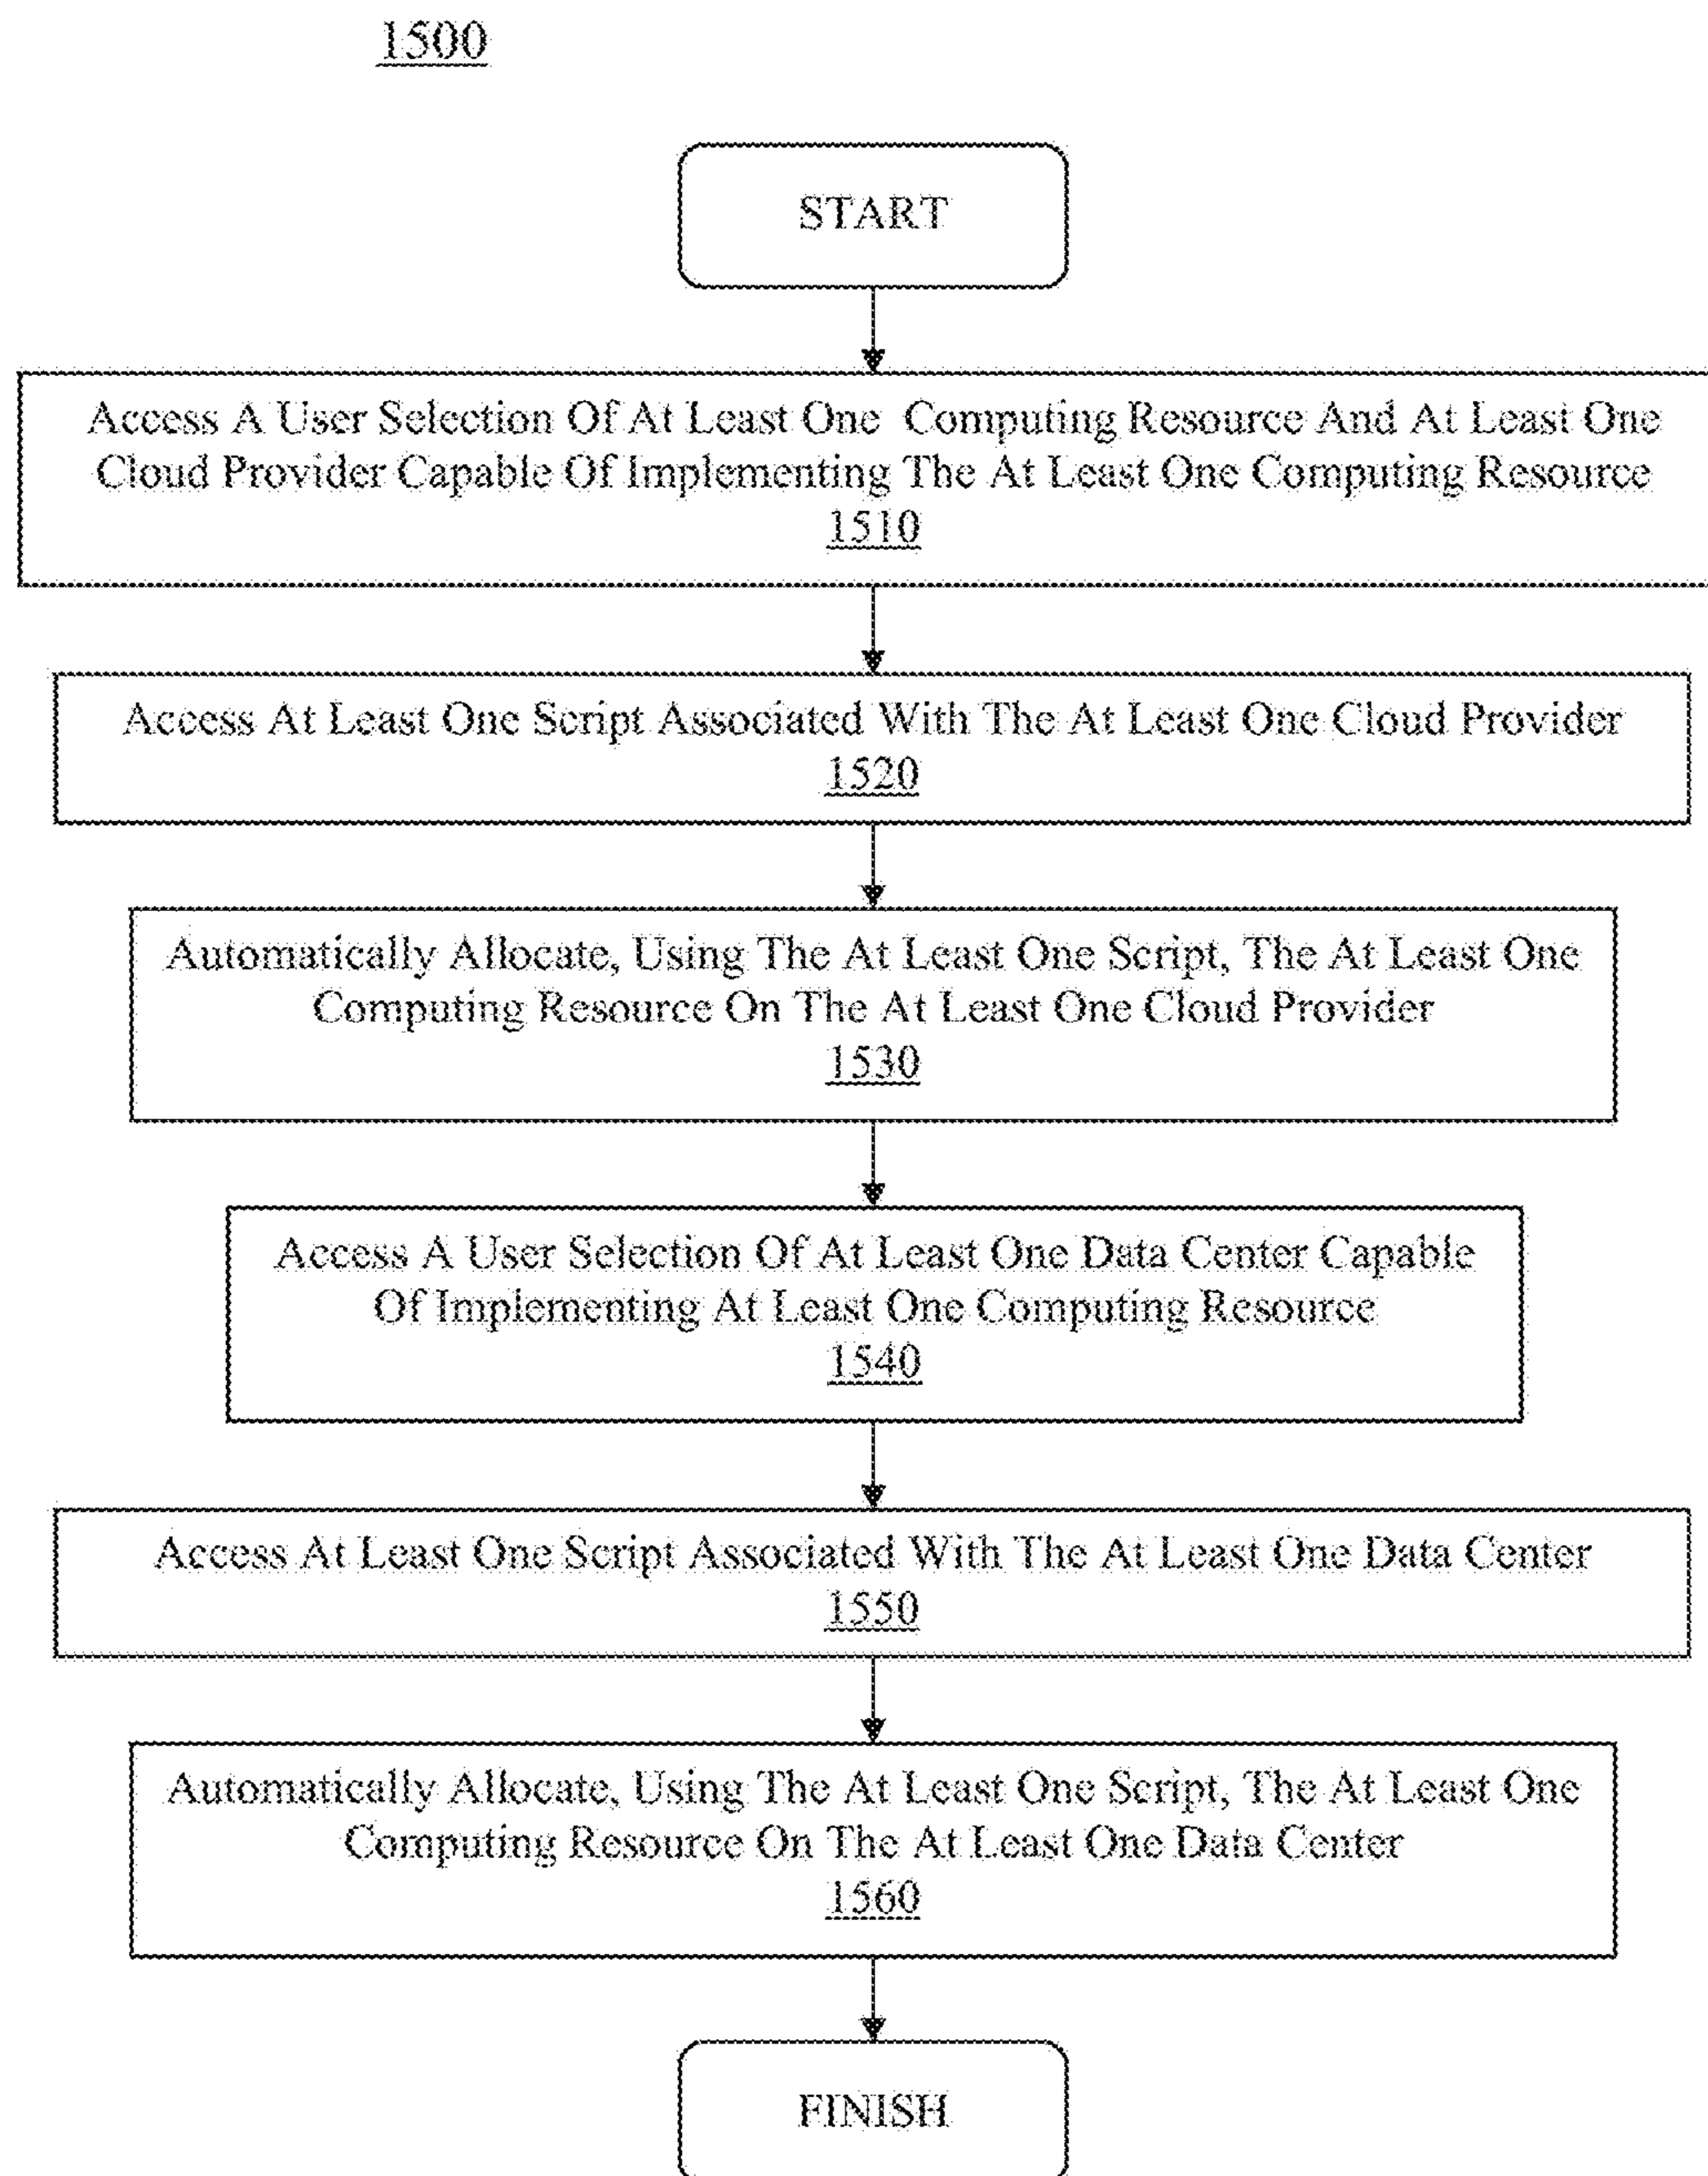 1500
START
Access A User Selection Of At Least One Computing Resource And At Least One
Cloud Provider Capable Of Implementing The At Least One Computing Resource
1510
Access At Least One Script Associated With The At Least One Cloud Provider
1520
Automatically Allocate, Using The At Least One Script, The At Least One
Computing Resource On The At Least One Cloud Provider
1530
Access A User Selection Of At Least One Data Center Capable
Of Implementing At Least One Computing Resource
1540
Access At Least One Script Associated With The At Least One Data Center
1550
Automatically Allocate, Using The At Least One Script, The At Least One
Computing Resource On The At Least One Data Center
1560
FINISH